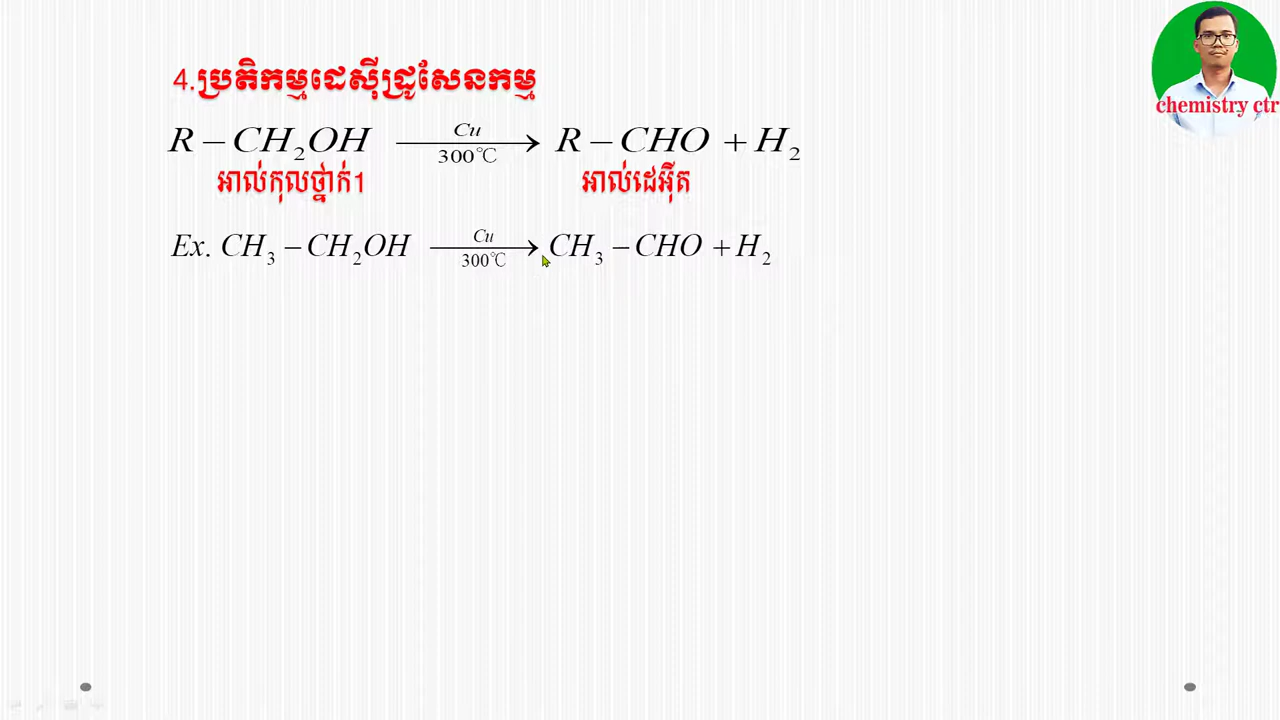 chemistry ctr
4.ប្រតិកម្មដេស៊ីដ្រូសែនកម្ម
R – CH₂OH —Cu/300℃→ R – CHO + H₂
អាល់កុលថ្នាក់1 អាល់ដេអ៊ីត
Ex. CH₃ – CH₂OH —Cu/300℃→ CH₃ – CHO + H₂